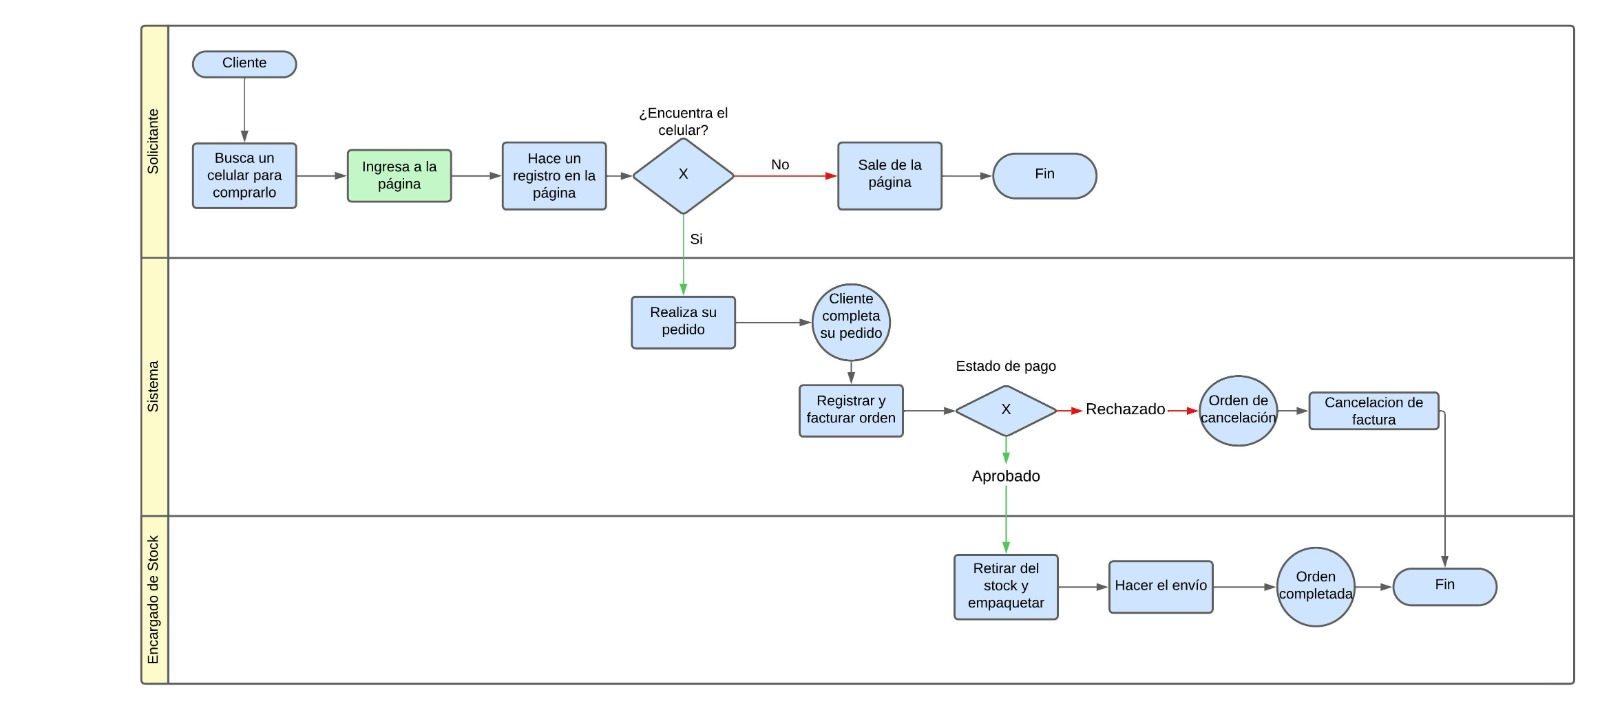 Solicitante
Cliente
Busca un
celular para
comprarlo
Ingresa a la
página
Hace un
registro en la
página
¿Encuentra el
celular?
X
No
Sale de la
página
Fin
Si
Sistema
Realiza su
pedido
Cliente
completa
su pedido
Registrar y
facturar orden
Estado de pago
X
Rechazado
Orden de
cancelación
Cancelacion de
factura
Aprobado
Encargado de Stock
Retirar del
stock y
empaquetar
Hacer el envío
Orden
completada
Fin